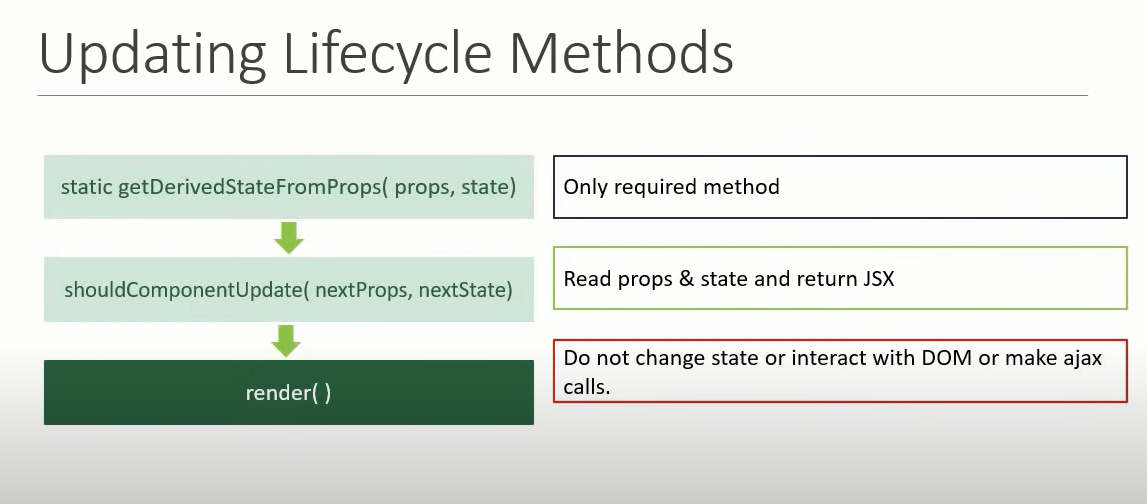 Updating Lifecycle Methods
static getDerivedStateFromProps( props, state)
Only required method
shouldComponentUpdate( nextProps, nextState)
Read props & state and return JSX
render( )
Do not change state or interact with DOM or make ajax
calls.